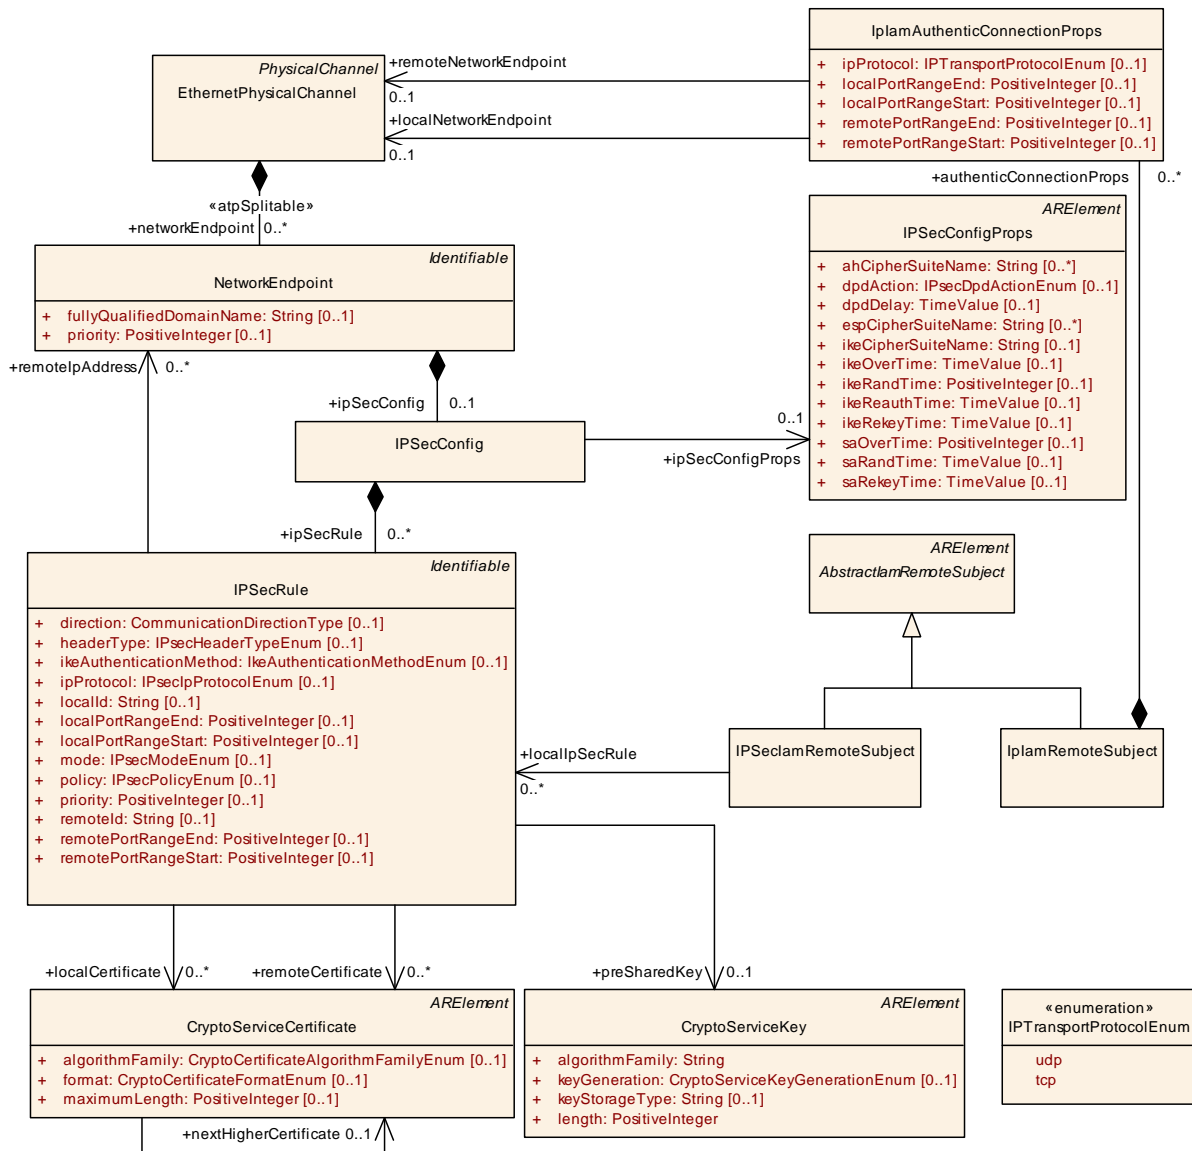 IpIamAuthenticConnectionProps
+ ipProtocol: IPTransportProtocolEnum [0..1]
+ localPortRangeEnd: PositiveInteger [0..1]
+ localPortRangeStart: PositiveInteger [0..1]
+ remotePortRangeEnd: PositiveInteger [0..1]
+ remotePortRangeStart: PositiveInteger [0..1]
PhysicalChannel
EthernetPhysicalChannel
+remoteNetworkEndpoint
0..1
+localNetworkEndpoint
0..1
+authenticConnectionProps 0..*
«atpSplitable»
+networkEndpoint 0..*
ARElement
IPSecConfigProps
+ ahCipherSuiteName: String [0..*]
+ dpdAction: IPsecDpdActionEnum [0..1]
+ dpdDelay: TimeValue [0..1]
+ espCipherSuiteName: String [0..*]
+ ikeCipherSuiteName: String [0..1]
+ ikeOverTime: TimeValue [0..1]
+ ikeRandTime: PositiveInteger [0..1]
+ ikeReauthTime: TimeValue [0..1]
+ ikeRekeyTime: TimeValue [0..1]
+ saOverTime: PositiveInteger [0..1]
+ saRandTime: TimeValue [0..1]
+ saRekeyTime: TimeValue [0..1]
Identifiable
NetworkEndpoint
+ fullyQualifiedDomainName: String [0..1]
+ priority: PositiveInteger [0..1]
+remoteIpAddress 0..*
+ipSecConfig 0..1
IPSecConfig
0..1
+ipSecConfigProps
+ipSecRule 0..*
Identifiable
IPSecRule
+ direction: CommunicationDirectionType [0..1]
+ headerType: IPsecHeaderTypeEnum [0..1]
+ ikeAuthenticationMethod: IkeAuthenticationMethodEnum [0..1]
+ ipProtocol: IPsecIpProtocolEnum [0..1]
+ localId: String [0..1]
+ localPortRangeEnd: PositiveInteger [0..1]
+ localPortRangeStart: PositiveInteger [0..1]
+ mode: IPsecModeEnum [0..1]
+ policy: IPsecPolicyEnum [0..1]
+ priority: PositiveInteger [0..1]
+ remoteId: String [0..1]
+ remotePortRangeEnd: PositiveInteger [0..1]
+ remotePortRangeStart: PositiveInteger [0..1]
ARElement
AbstractIamRemoteSubject
IPSecIamRemoteSubject
IpIamRemoteSubject
+localIpSecRule
0..*
+localCertificate 0..*
+remoteCertificate 0..*
+preSharedKey 0..1
ARElement
CryptoServiceCertificate
+ algorithmFamily: CryptoCertificateAlgorithmFamilyEnum [0..1]
+ format: CryptoCertificateFormatEnum [0..1]
+ maximumLength: PositiveInteger [0..1]
+nextHigherCertificate 0..1
ARElement
CryptoServiceKey
+ algorithmFamily: String
+ keyGeneration: CryptoServiceKeyGenerationEnum [0..1]
+ keyStorageType: String [0..1]
+ length: PositiveInteger
«enumeration»
IPTransportProtocolEnum
udp
tcp